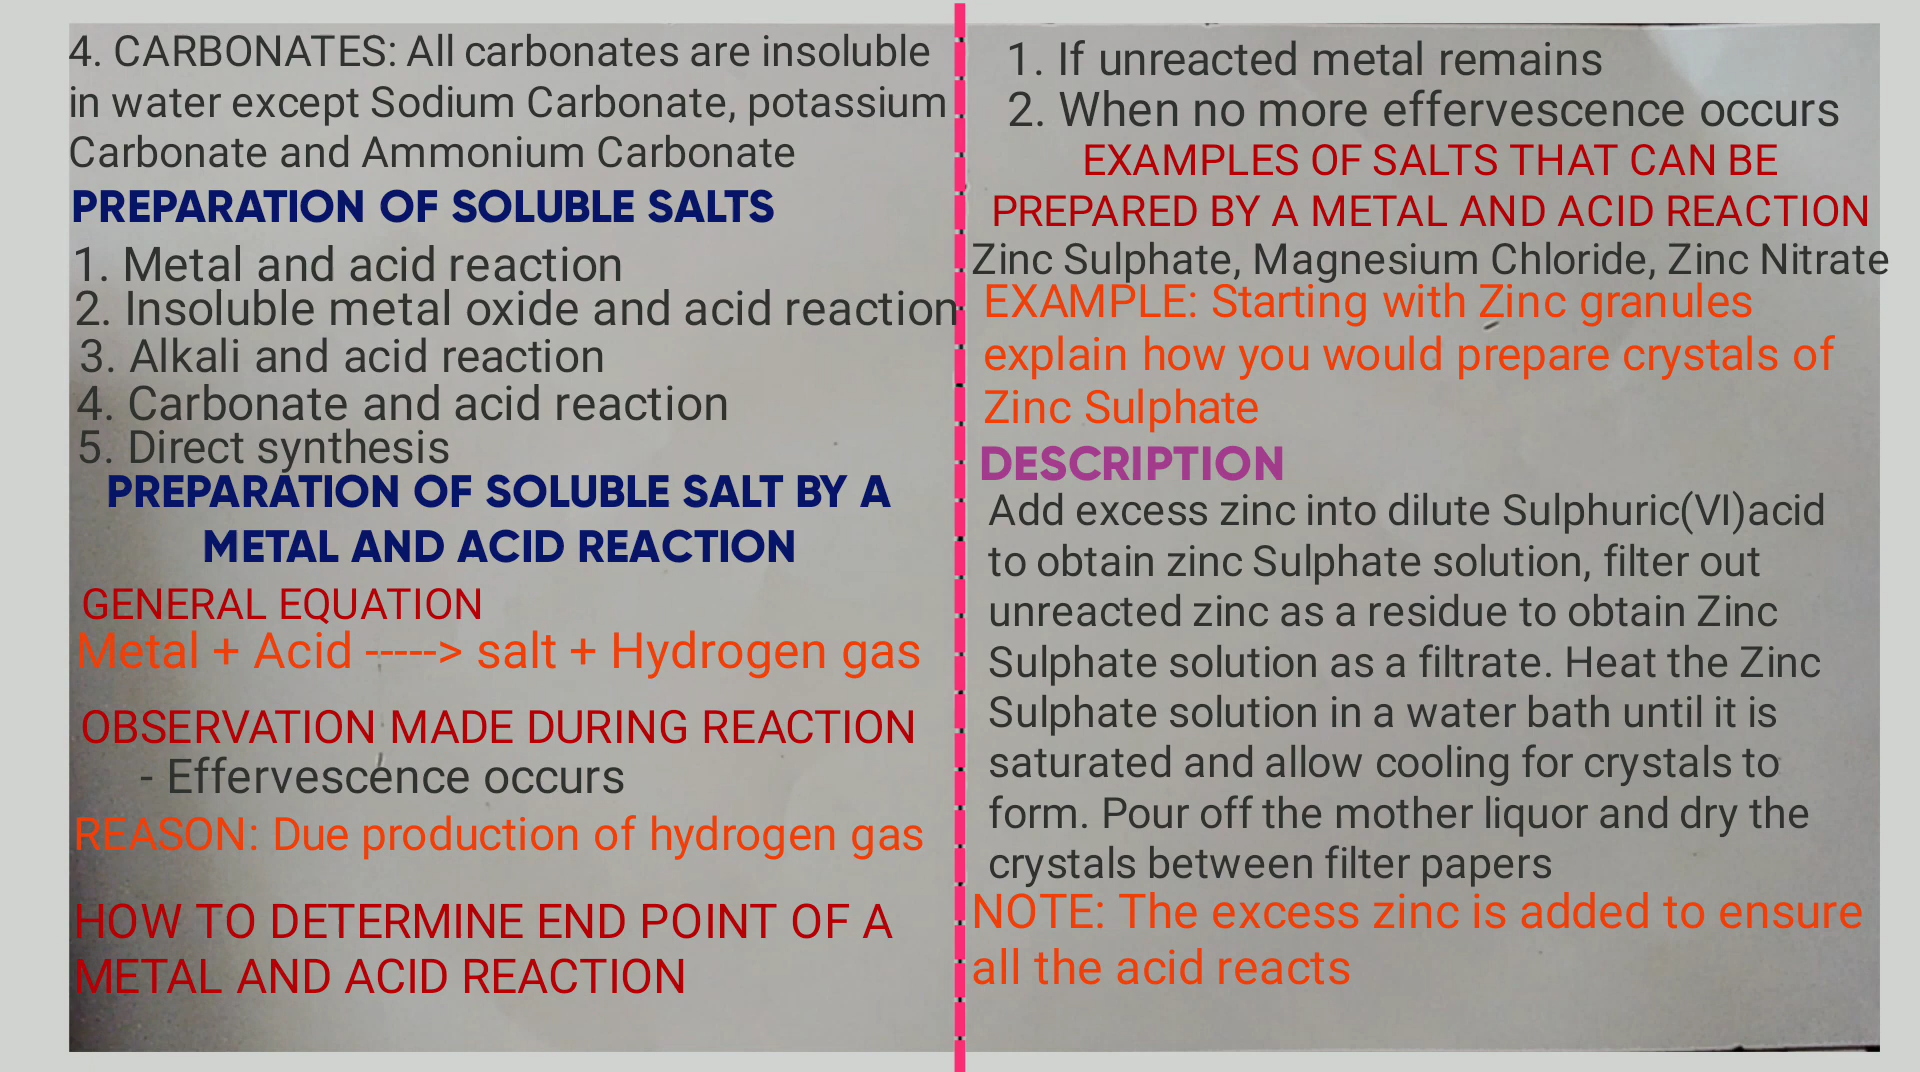 4. CARBONATES: All carbonates are insoluble
in water except Sodium Carbonate, potassium
Carbonate and Ammonium Carbonate
PREPARATION OF SOLUBLE SALTS
1. Metal and acid reaction
2. Insoluble metal oxide and acid reaction
3. Alkali and acid reaction
4. Carbonate and acid reaction
5. Direct synthesis
PREPARATION OF SOLUBLE SALT BY A
METAL AND ACID REACTION
GENERAL EQUATION
Metal + Acid -----> salt + Hydrogen gas
OBSERVATION MADE DURING REACTION
- Effervescence occurs
REASON: Due production of hydrogen gas
HOW TO DETERMINE END POINT OF A
METAL AND ACID REACTION
1. If unreacted metal remains
2. When no more effervescence occurs
EXAMPLES OF SALTS THAT CAN BE
PREPARED BY A METAL AND ACID REACTION
Zinc Sulphate, Magnesium Chloride, Zinc Nitrate
EXAMPLE: Starting with Zinc granules
explain how you would prepare crystals of
Zinc Sulphate
DESCRIPTION
Add excess zinc into dilute Sulphuric(VI)acid
to obtain zinc Sulphate solution, filter out
unreacted zinc as a residue to obtain Zinc
Sulphate solution as a filtrate. Heat the Zinc
Sulphate solution in a water bath until it is
saturated and allow cooling for crystals to
form. Pour off the mother liquor and dry the
crystals between filter papers
NOTE: The excess zinc is added to ensure
all the acid reacts